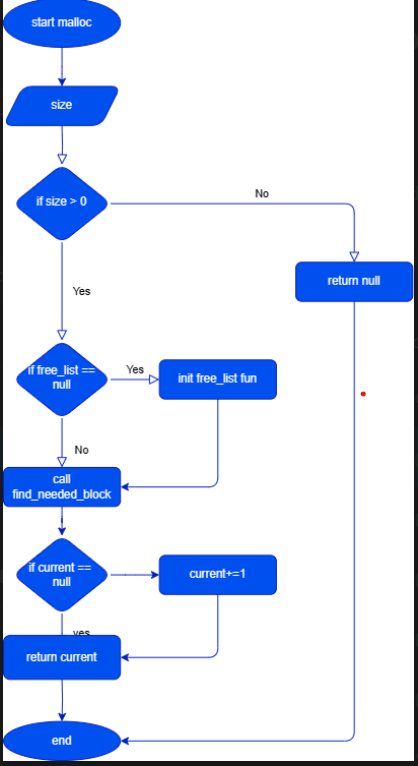 start malloc
size
if size > 0
No
return null
Yes
if free_list ==
null
Yes
init free_list fun
No
call
find_needed_block
if current ==
null
current+=1
yes
return current
end